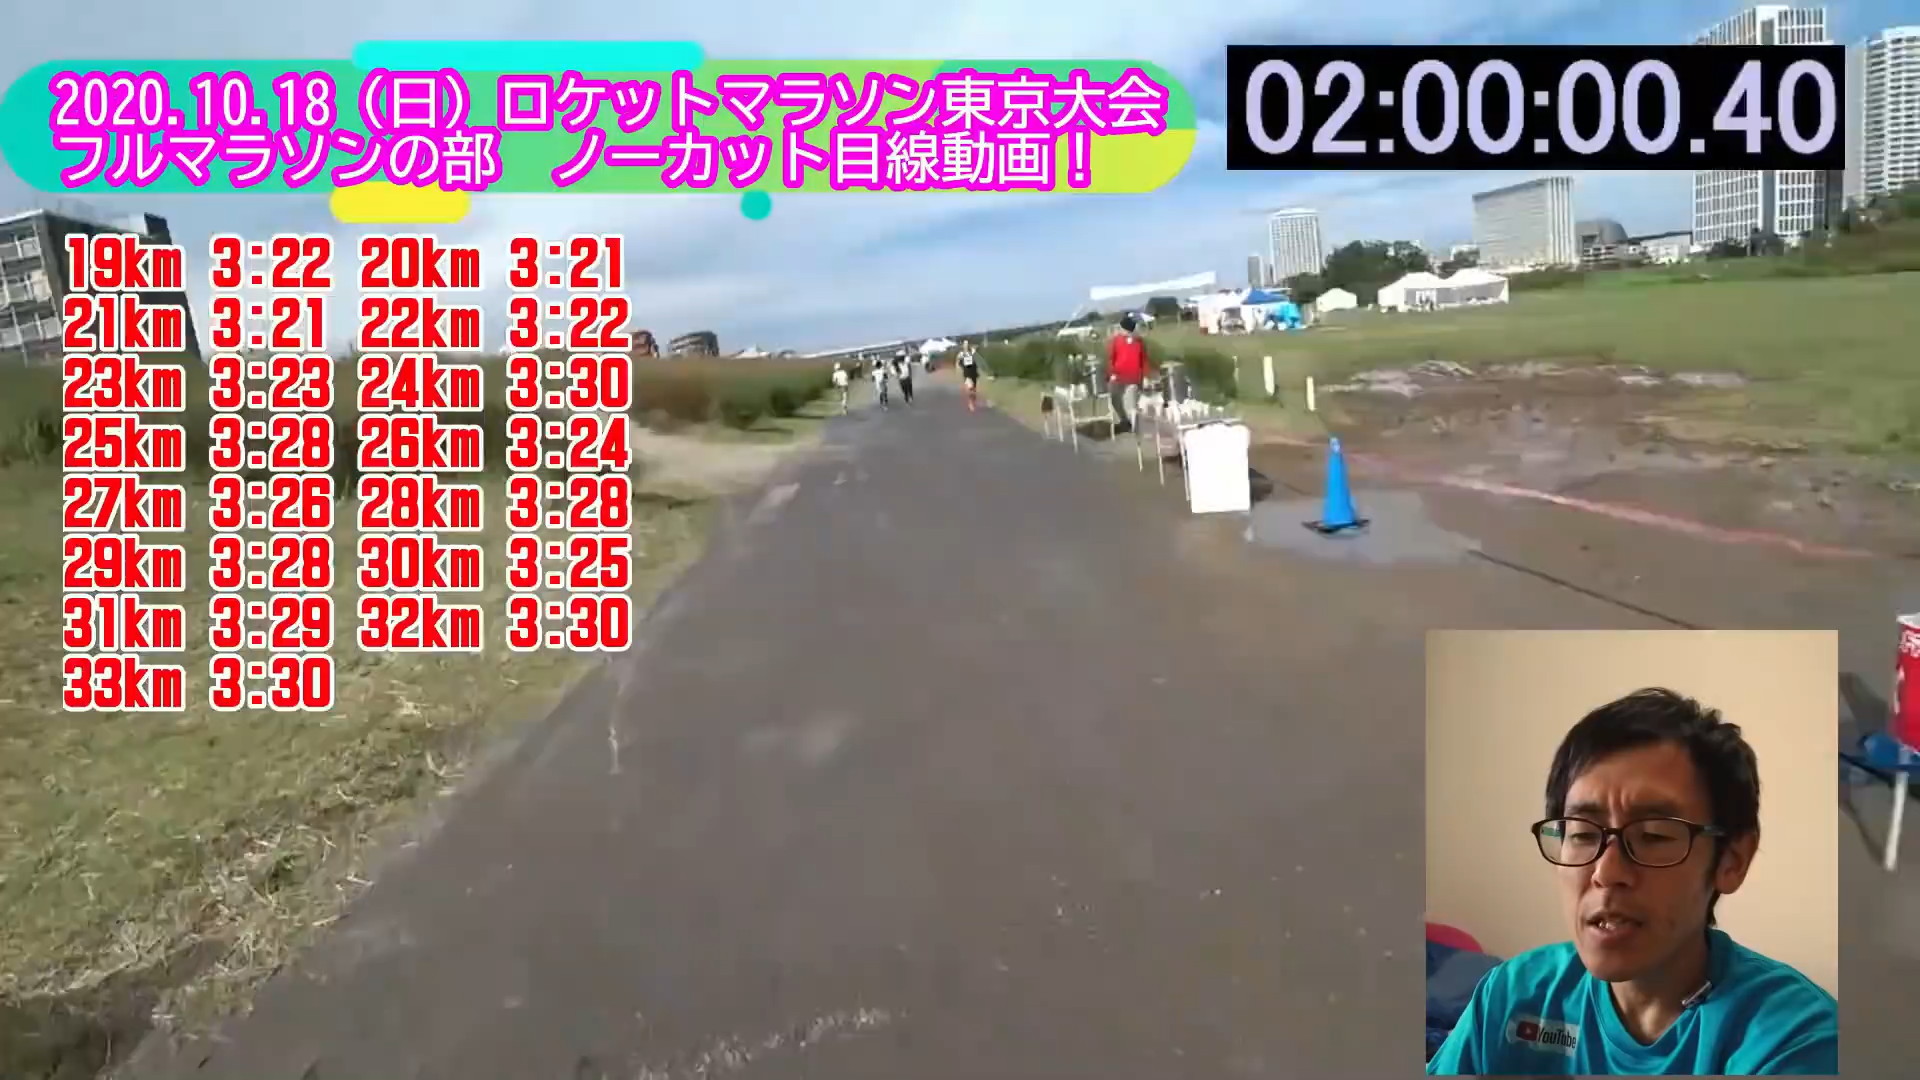 2020.10.18（日）ロケットマラソン東京大会
フルマラソンの部　ノーカット目線動画！
02:00:00.40
19km 3:22 20km 3:21
21km 3:21 22km 3:22
23km 3:23 24km 3:30
25km 3:28 26km 3:24
27km 3:26 28km 3:28
29km 3:28 30km 3:25
31km 3:29 32km 3:30
33km 3:30
YouTube